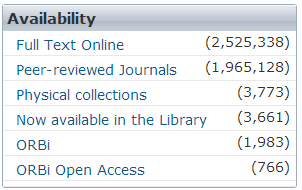 Availability
Full Text Online (2,525,338)
Peer-reviewed Journals (1,965,128)
Physical collections (3,773)
Now available in the Library (3,661)
ORBi (1,983)
ORBi Open Access (766)